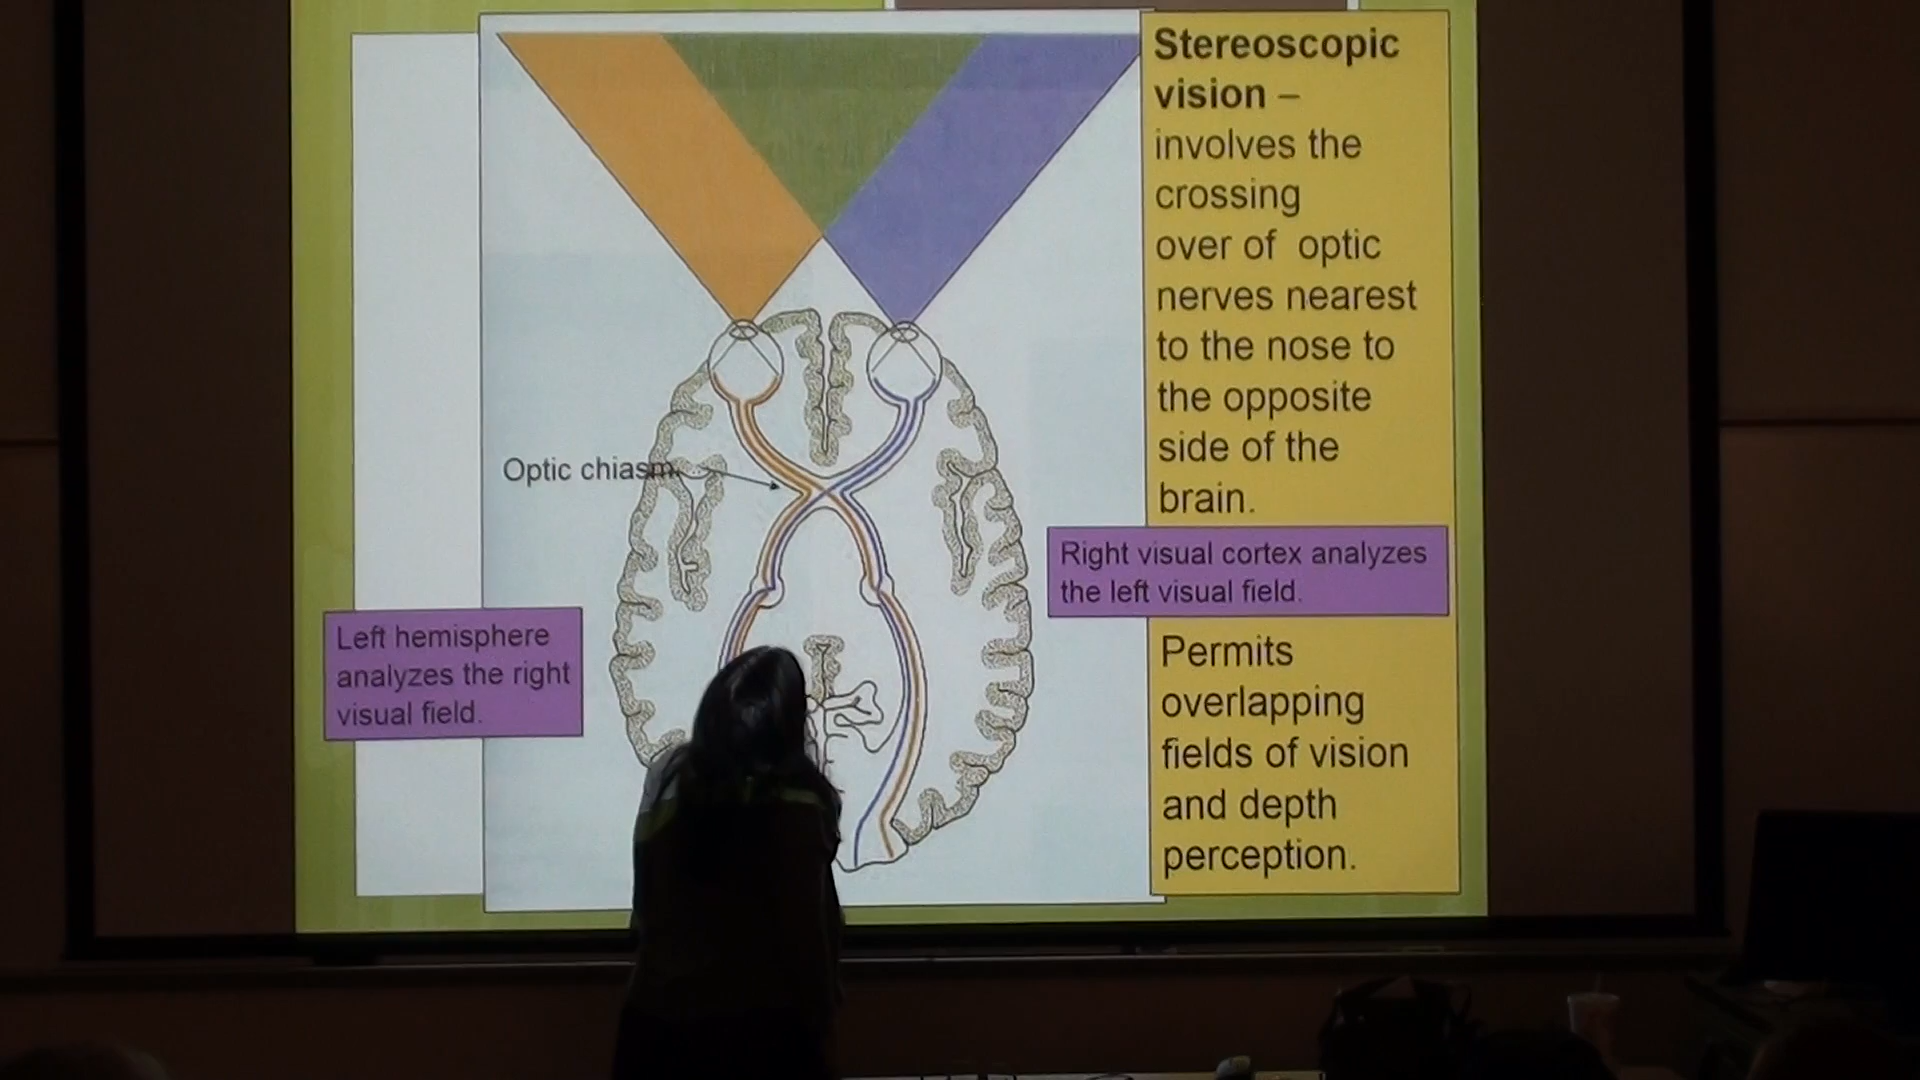 Stereoscopic
vision –
involves the
crossing
over of optic
nerves nearest
to the nose to
the opposite
side of the
brain.
Optic chiasm
Right visual cortex analyzes
the left visual field.
Left hemisphere
analyzes the right
visual field.
Permits
overlapping
fields of vision
and depth
perception.